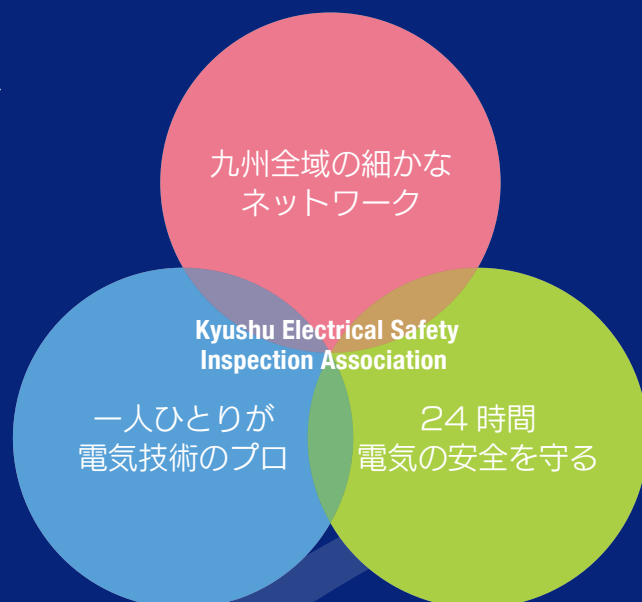 九州全域の細かな
ネットワーク
Kyushu Electrical Safety
Inspection Association
一人ひとりが
電気技術のプロ
24 時間
電気の安全を守る